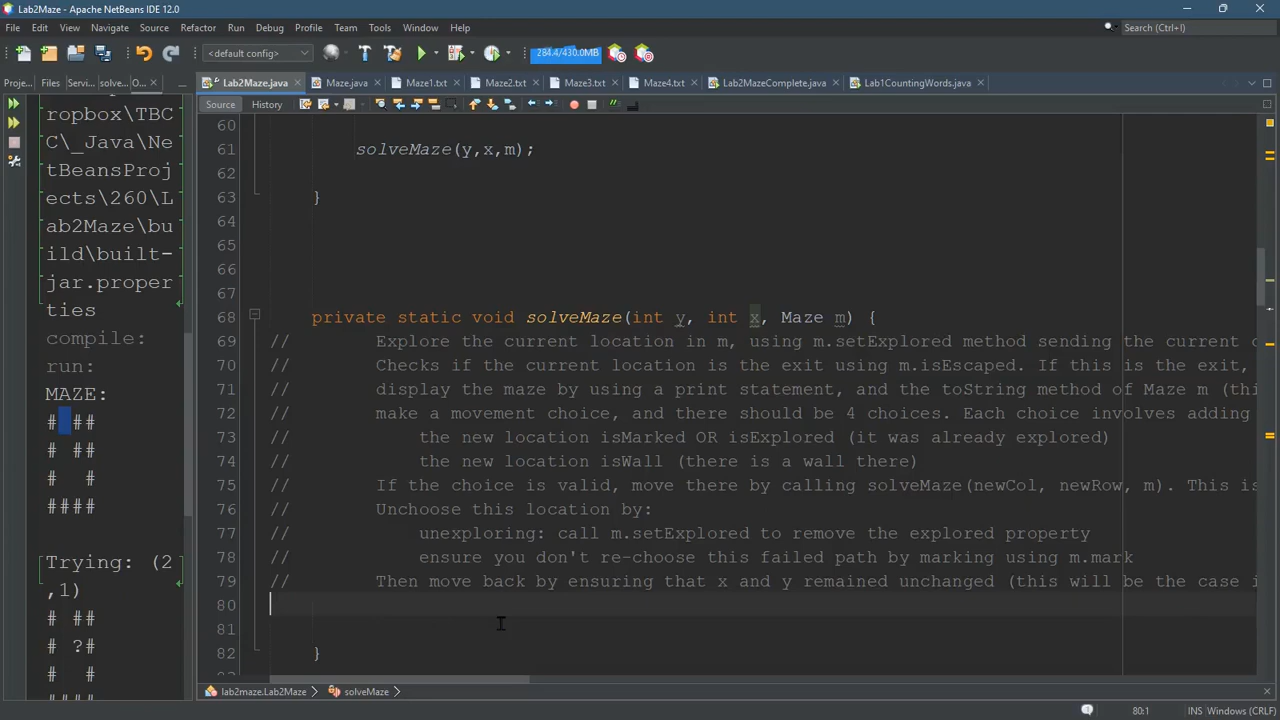 Lab2Maze - Apache NetBeans IDE 12.0
File Edit View Navigate Source Refactor Run Debug Profile Team Tools Window Help
Search (Ctrl+I)
<default config>
284.4/430.0MB
Proje... Files Servi... solve... O...
Lab2Maze.java Maze.java Maze1.txt Maze2.txt Maze3.txt Maze4.txt Lab2MazeComplete.java Lab1CountingWords.java
Source History
ropbox\TBC
C\_Java\Ne
tBeansProj
ects\260\L
ab2Maze\bu
ild\built-
jar.proper
ties
compile:
run:
MAZE:
# ##
# ##
#  #
####
Trying: (2
,1)
# ##
# ?#
#  #
####
60
61 solveMaze(y,x,m);
62
63 }
64
65
66
67
68 private static void solveMaze(int y, int x, Maze m) {
69 // Explore the current location in m, using m.setExplored method sending the current c
70 // Checks if the current location is the exit using m.isEscaped. If this is the exit,
71 // display the maze by using a print statement, and the toString method of Maze m (thi
72 // make a movement choice, and there should be 4 choices. Each choice involves adding
73 // the new location isMarked OR isExplored (it was already explored)
74 // the new location isWall (there is a wall there)
75 // If the choice is valid, move there by calling solveMaze(newCol, newRow, m). This is
76 // Unchoose this location by:
77 // unexploring: call m.setExplored to remove the explored property
78 // ensure you don't re-choose this failed path by marking using m.mark
79 // Then move back by ensuring that x and y remained unchanged (this will be the case i
80
81
82 }
lab2maze.Lab2Maze solveMaze
80:1 INS Windows (CRLF)